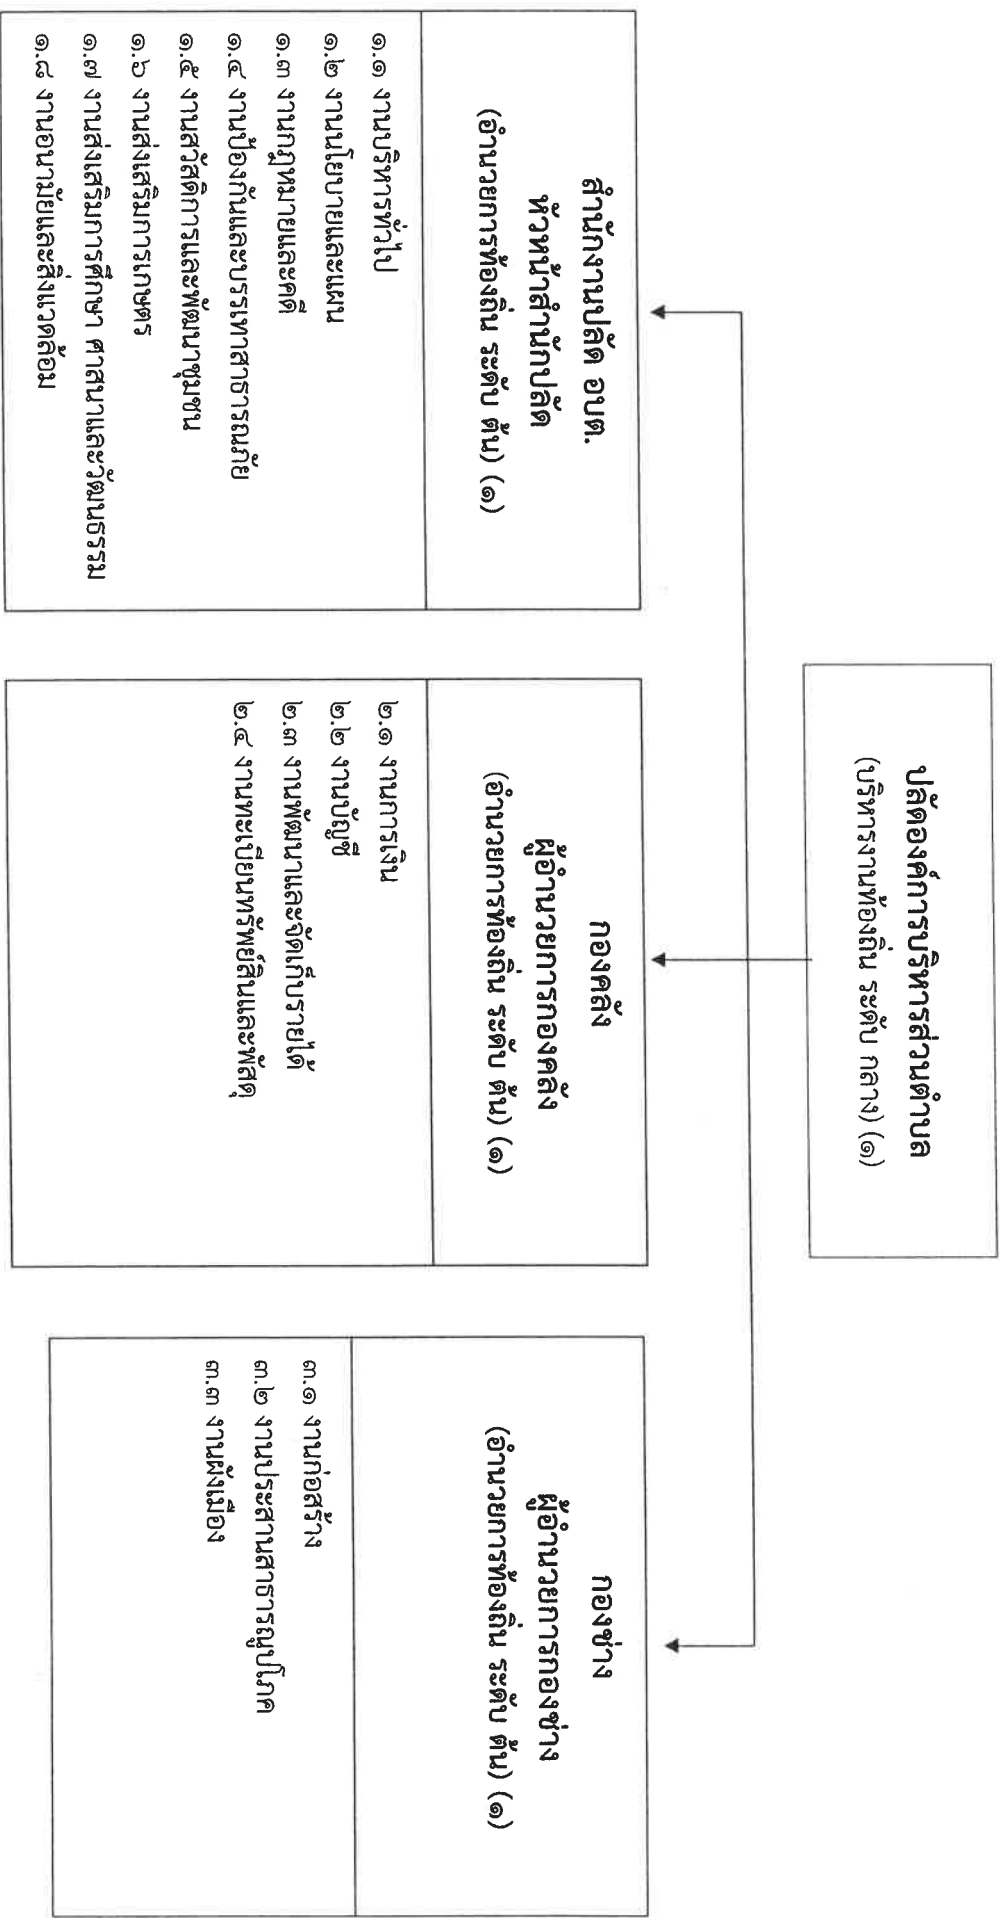 ปลัดองค์การบริหารส่วนตำบล
(บริหารงานท้องถิ่น ระดับ กลาง) (๑)
สำนักงานปลัด อบต.
หัวหน้าสำนักปลัด
(อำนวยการท้องถิ่น ระดับ ต้น) (๑)
๑.๑ งานบริหารทั่วไป
๑.๒ งานนโยบายและแผน
๑.๓ งานกฎหมายและคดี
๑.๔ งานป้องกันและบรรเทาสาธารณภัย
๑.๕ งานสวัสดิการและพัฒนาชุมชน
๑.๖ งานส่งเสริมการเกษตร
๑.๗ งานส่งเสริมการศึกษา ศาสนาและวัฒนธรรม
๑.๘ งานอนามัยและสิ่งแวดล้อม
กองคลัง
ผู้อำนวยการกองคลัง
(อำนวยการท้องถิ่น ระดับ ต้น) (๑)
๒.๑ งานการเงิน
๒.๒ งานบัญชี
๒.๓ งานพัฒนาและจัดเก็บรายได้
๒.๔ งานทะเบียนทรัพย์สินและพัสดุ
กองช่าง
ผู้อำนวยการกองช่าง
(อำนวยการท้องถิ่น ระดับ ต้น) (๑)
๓.๑ งานก่อสร้าง
๓.๒ งานประสานสาธารณูปโภค
๓.๓ งานผังเมือง